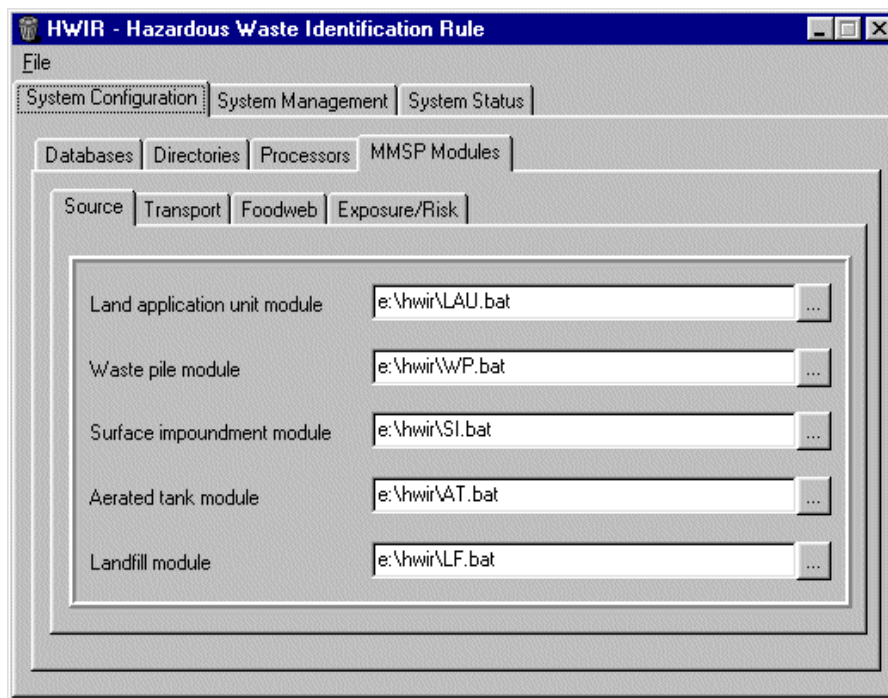 HWIR - Hazardous Waste Identification Rule
File
System Configuration System Management System Status
Databases Directories Processors MMSP Modules
Source Transport Foodweb Exposure/Risk
Land application unit module e:\hwir\LAU.bat ...
Waste pile module e:\hwir\WP.bat ...
Surface impoundment module e:\hwir\SI.bat ...
Aerated tank module e:\hwir\AT.bat ...
Landfill module e:\hwir\LF.bat ...